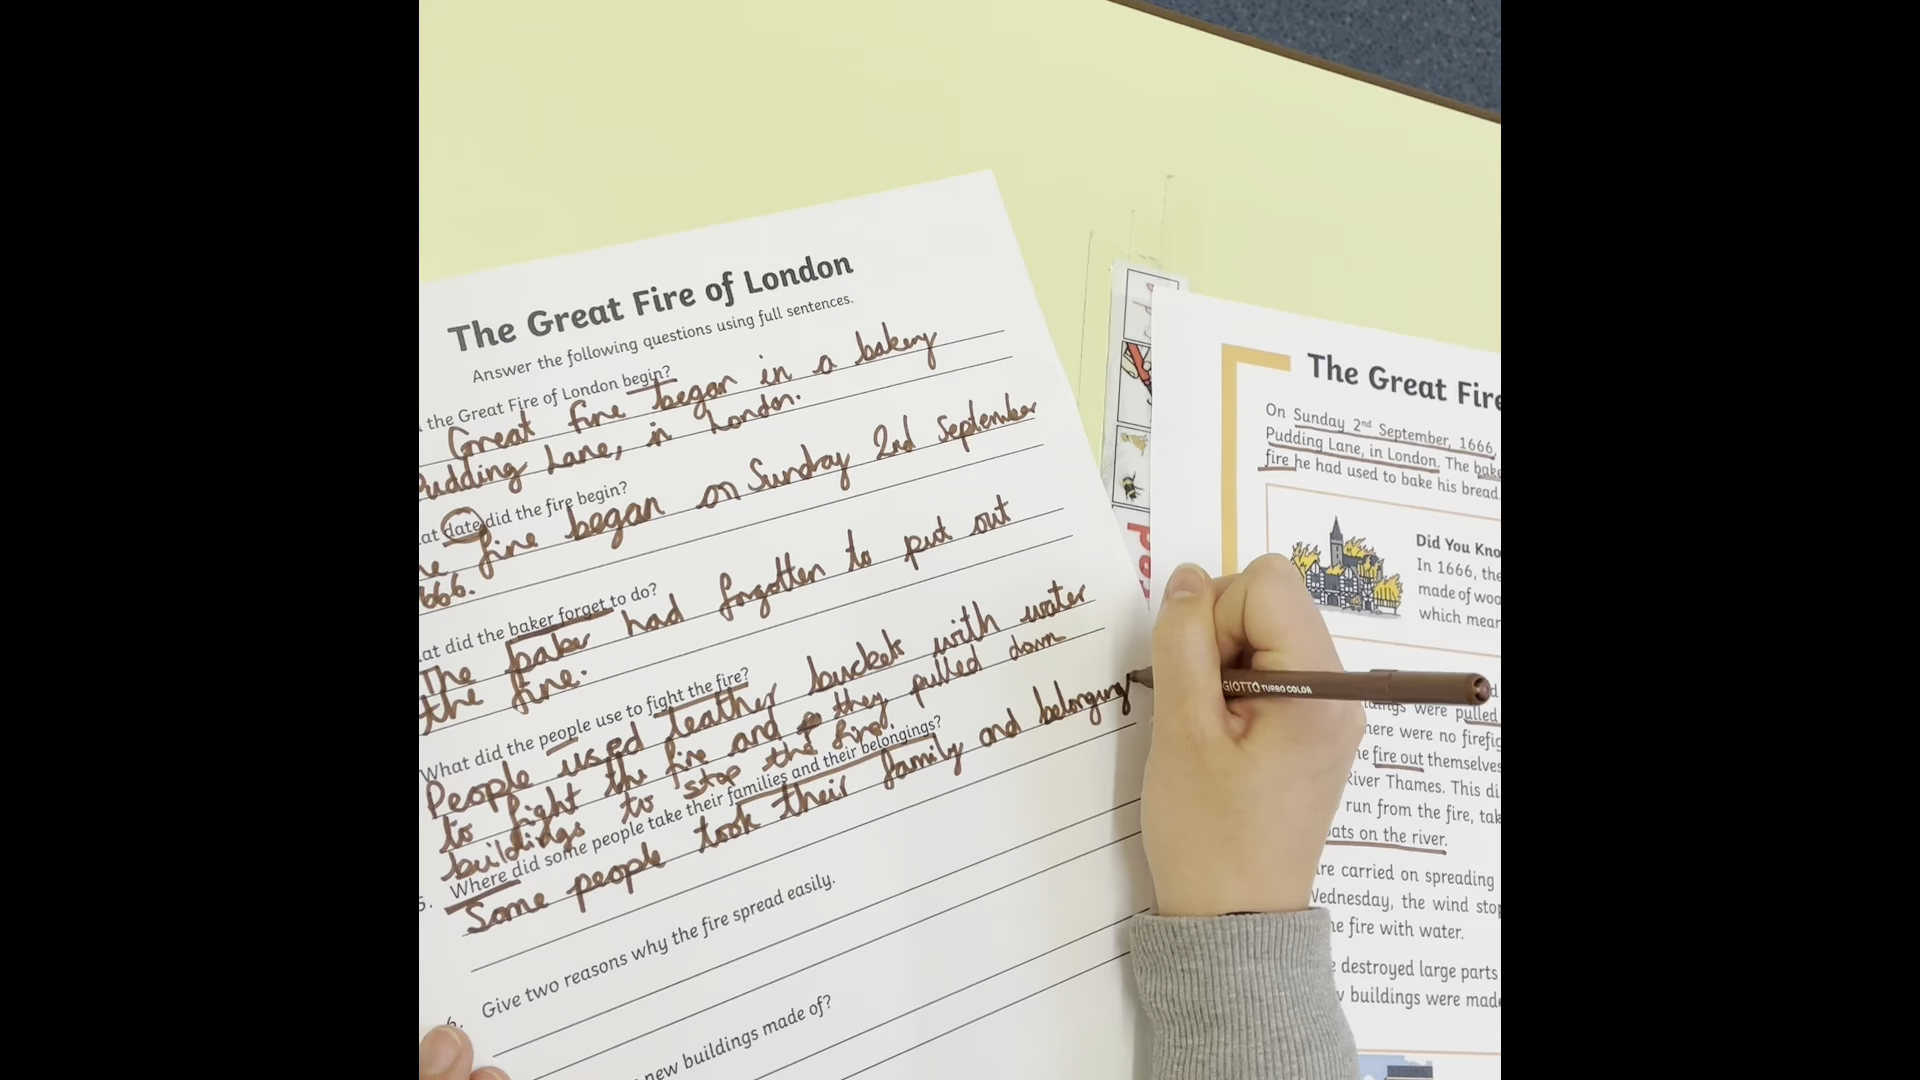 The Great Fire of London
Answer the following questions using full sentences.
the Great Fire of London begin?
Great fire began in a bakery
Pudding Lane, in London.
at date did the fire begin?
fire began on Sunday 2nd September
666.
at did the baker forget to do?
The baker had forgotten to put out
the fire.
What did the people use to fight the fire?
People used leather buckets with water
to fight the fire and they pulled down
buildings to stop the fire.
5. Where did some people take their families and their belongings?
Some people took their family and belonging
6. Give two reasons why the fire spread easily.
new buildings made of?
The Great Fire
On Sunday 2nd September, 1666,
Pudding Lane, in London. The bake
fire he had used to bake his bread.
Did You Kno
In 1666, the
made of woo
which mean
were pulled
here were no firefig
he fire out themselves
River Thames. This di
run from the fire, tak
oats on the river.
re carried on spreading
Wednesday, the wind stop
he fire with water.
e destroyed large parts
w buildings were made
GIOTTO TURBO COLOR